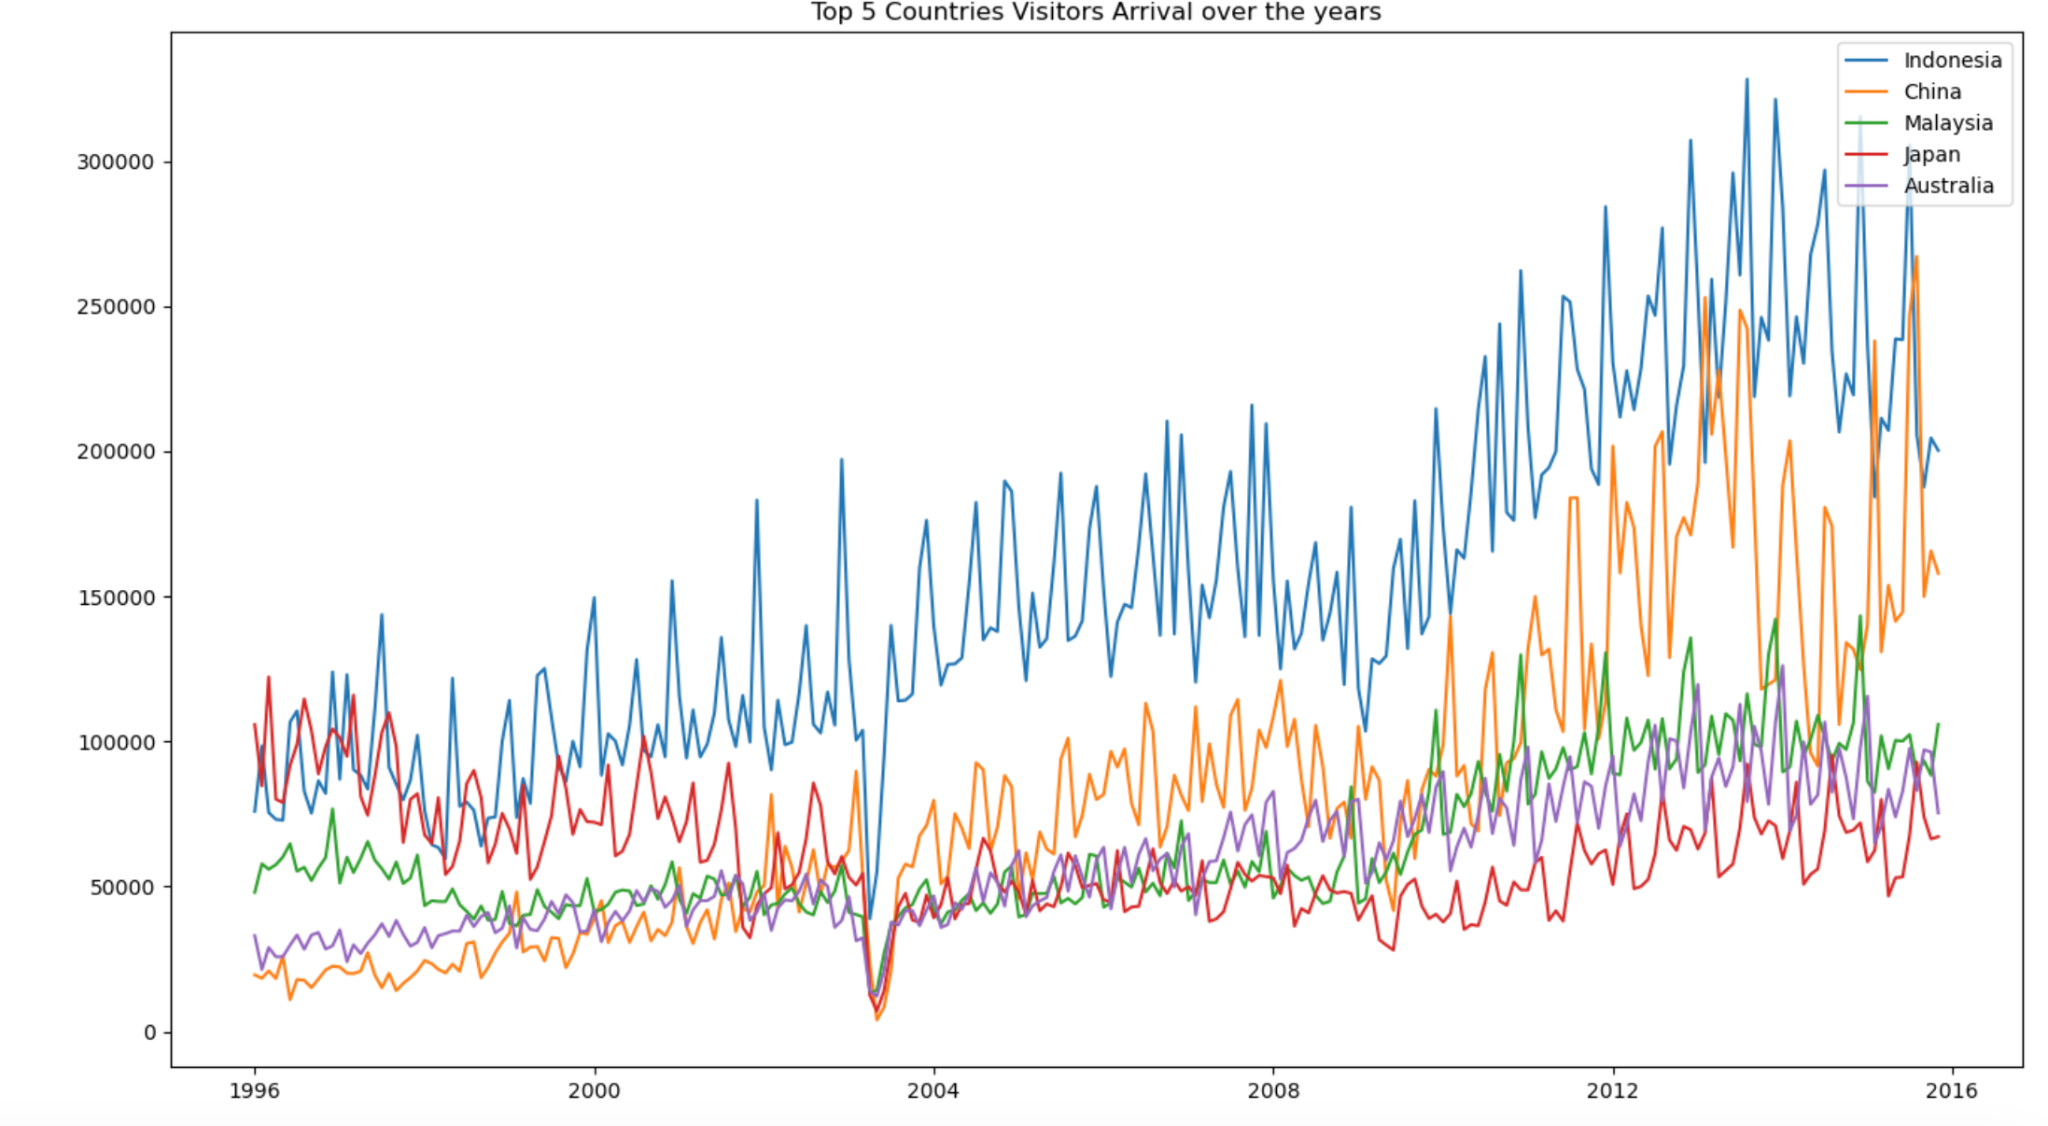 Top 5 Countries Visitors Arrival over the years
Indonesia
China
Malaysia
Japan
Australia
300000
250000
200000
150000
100000
50000
0
1996 2000 2004 2008 2012 2016